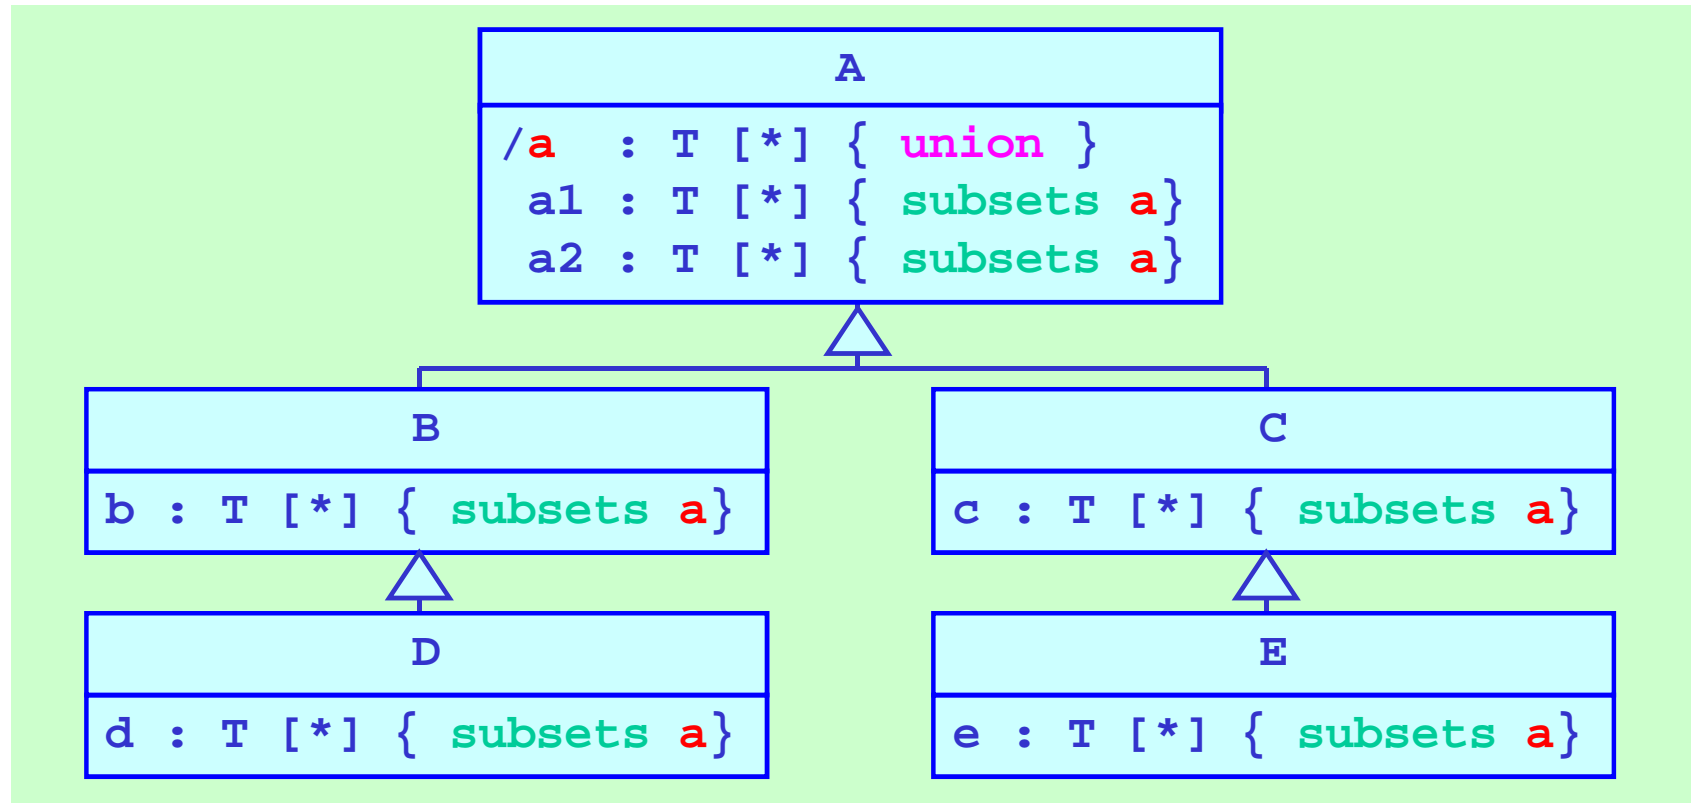 A
/a : T [*] { union }
a1 : T [*] { subsets a}
a2 : T [*] { subsets a}
B
b : T [*] { subsets a}
C
c : T [*] { subsets a}
D
d : T [*] { subsets a}
E
e : T [*] { subsets a}